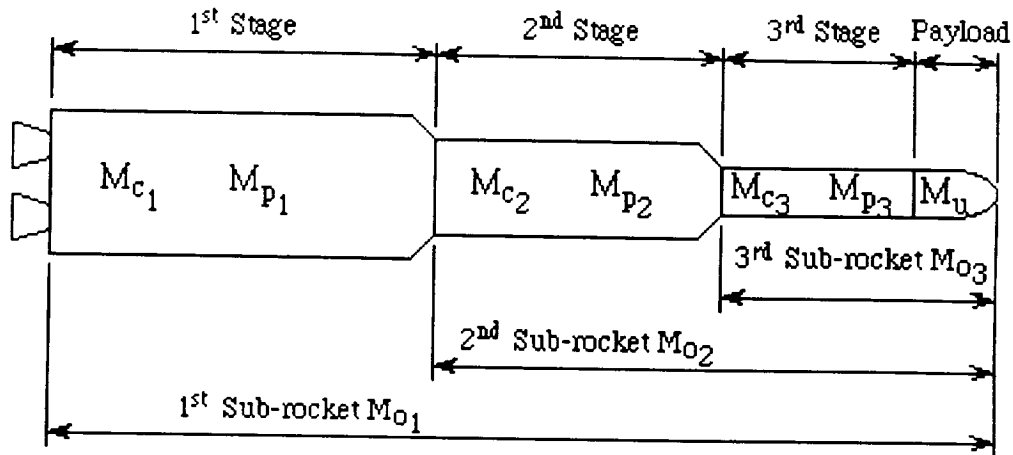 1st Stage 2nd Stage 3rd Stage Payload
Mc1 Mp1 Mc2 Mp2 Mc3 Mp3 Mu
3rd Sub-rocket MO3
2nd Sub-rocket MO2
1st Sub-rocket MO1